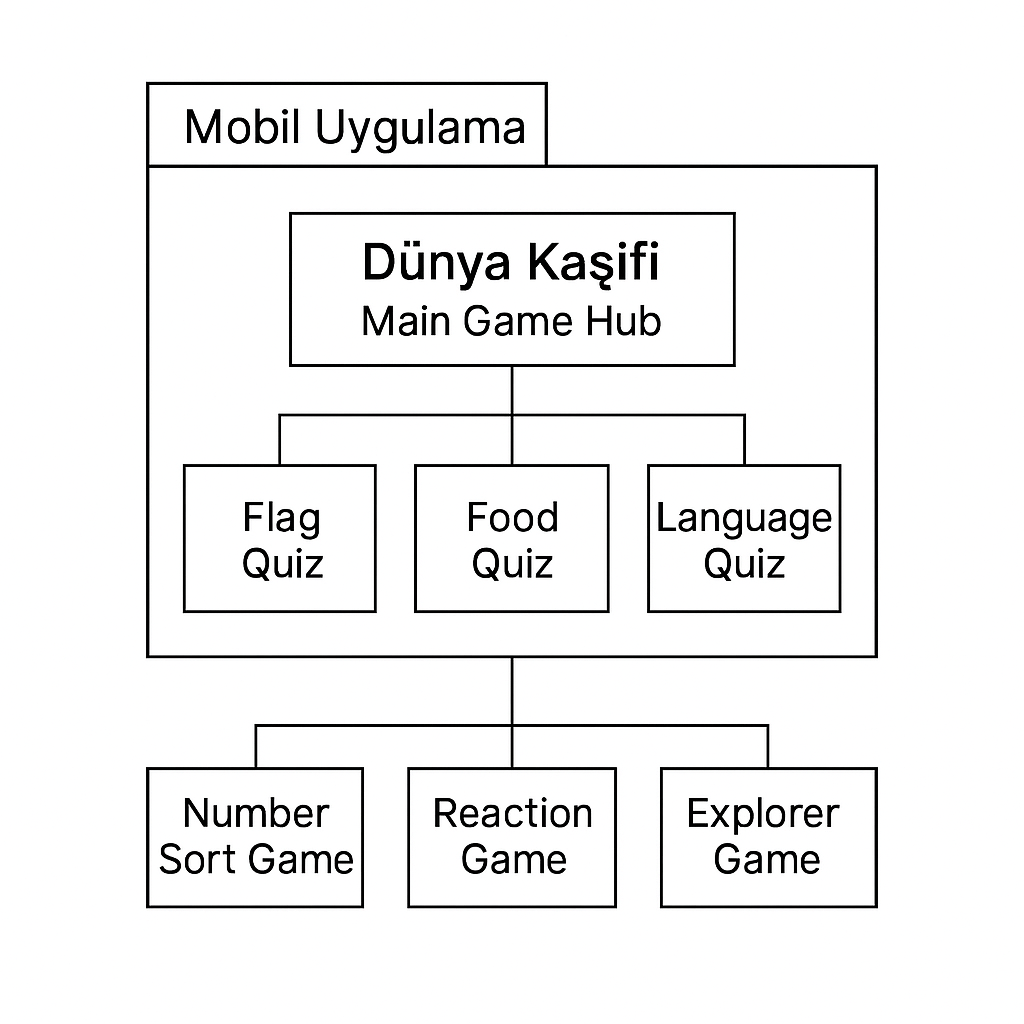 Mobil Uygulama
Dünya Kaşifi
Main Game Hub
Flag
Quiz
Food
Quiz
Language
Quiz
Number
Sort Game
Reaction
Game
Explorer
Game